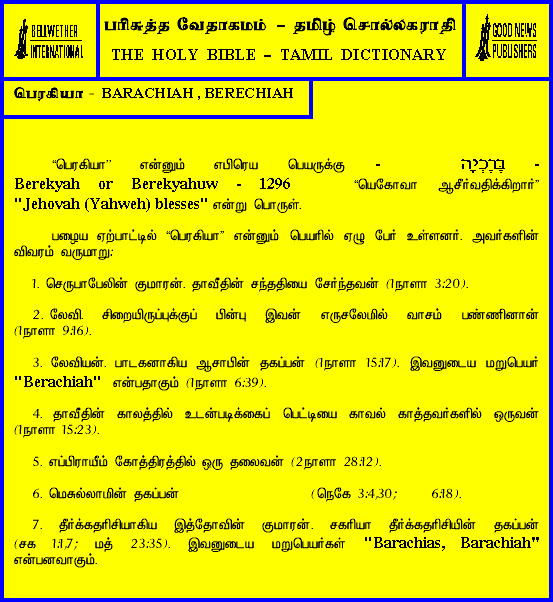 BELLWETHER
INTERNATIONAL
பரிசுத்த வேதாகமம் – தமிழ் சொல்லகராதி
THE HOLY BIBLE – TAMIL DICTIONARY
GOOD NEWS
PUBLISHERS
பெரகியா - BARACHIAH , BERECHIAH
“பெரகியா” என்னும் எபிரெய பெயருக்கு - בֶּרֶכְיָה -
Berekyah or Berekyahuw - 1296 “யெகோவா ஆசீர்வதிக்கிறார்”
"Jehovah (Yahweh) blesses" என்று பொருள்.
பழைய ஏற்பாட்டில் “பெரகியா” என்னும் பெயரில் ஏழு பேர் உள்ளனர். அவர்களின்
விவரம் வருமாறு:
1. செருபாபேலின் குமாரன். தாவீதின் சந்ததியை சேர்ந்தவன் (1நாளா 3:20).
2. லேவி. சிறையிருப்புக்குப் பின்பு இவன் எருசலேமில் வாசம் பண்ணினான்
(1நாளா 9:16).
3. லேவியன். பாடகனாகிய ஆசாபின் தகப்பன் (1நாளா 15:17). இவனுடைய மறுபெயர்
"Berachiah" என்பதாகும் (1நாளா 6:39).
4. தாவீதின் காலத்தில் உடன்படிக்கைப் பெட்டியை காவல் காத்தவர்களில் ஒருவன்
(1நாளா 15:23).
5. எப்பிராயீம் கோத்திரத்தில் ஒரு தலைவன் (2நாளா 28:12).
6. மெசுல்லாமின் தகப்பன் (நெகே 3:4,30; 6:18).
7. தீர்க்கதரிசியாகிய இத்தோவின் குமாரன். சகரியா தீர்க்கதரிசியின் தகப்பன்
(சக 1:1,7; மத் 23:35). இவனுடைய மறுபெயர்கள் "Barachias, Barachiah"
என்பனவாகும்.